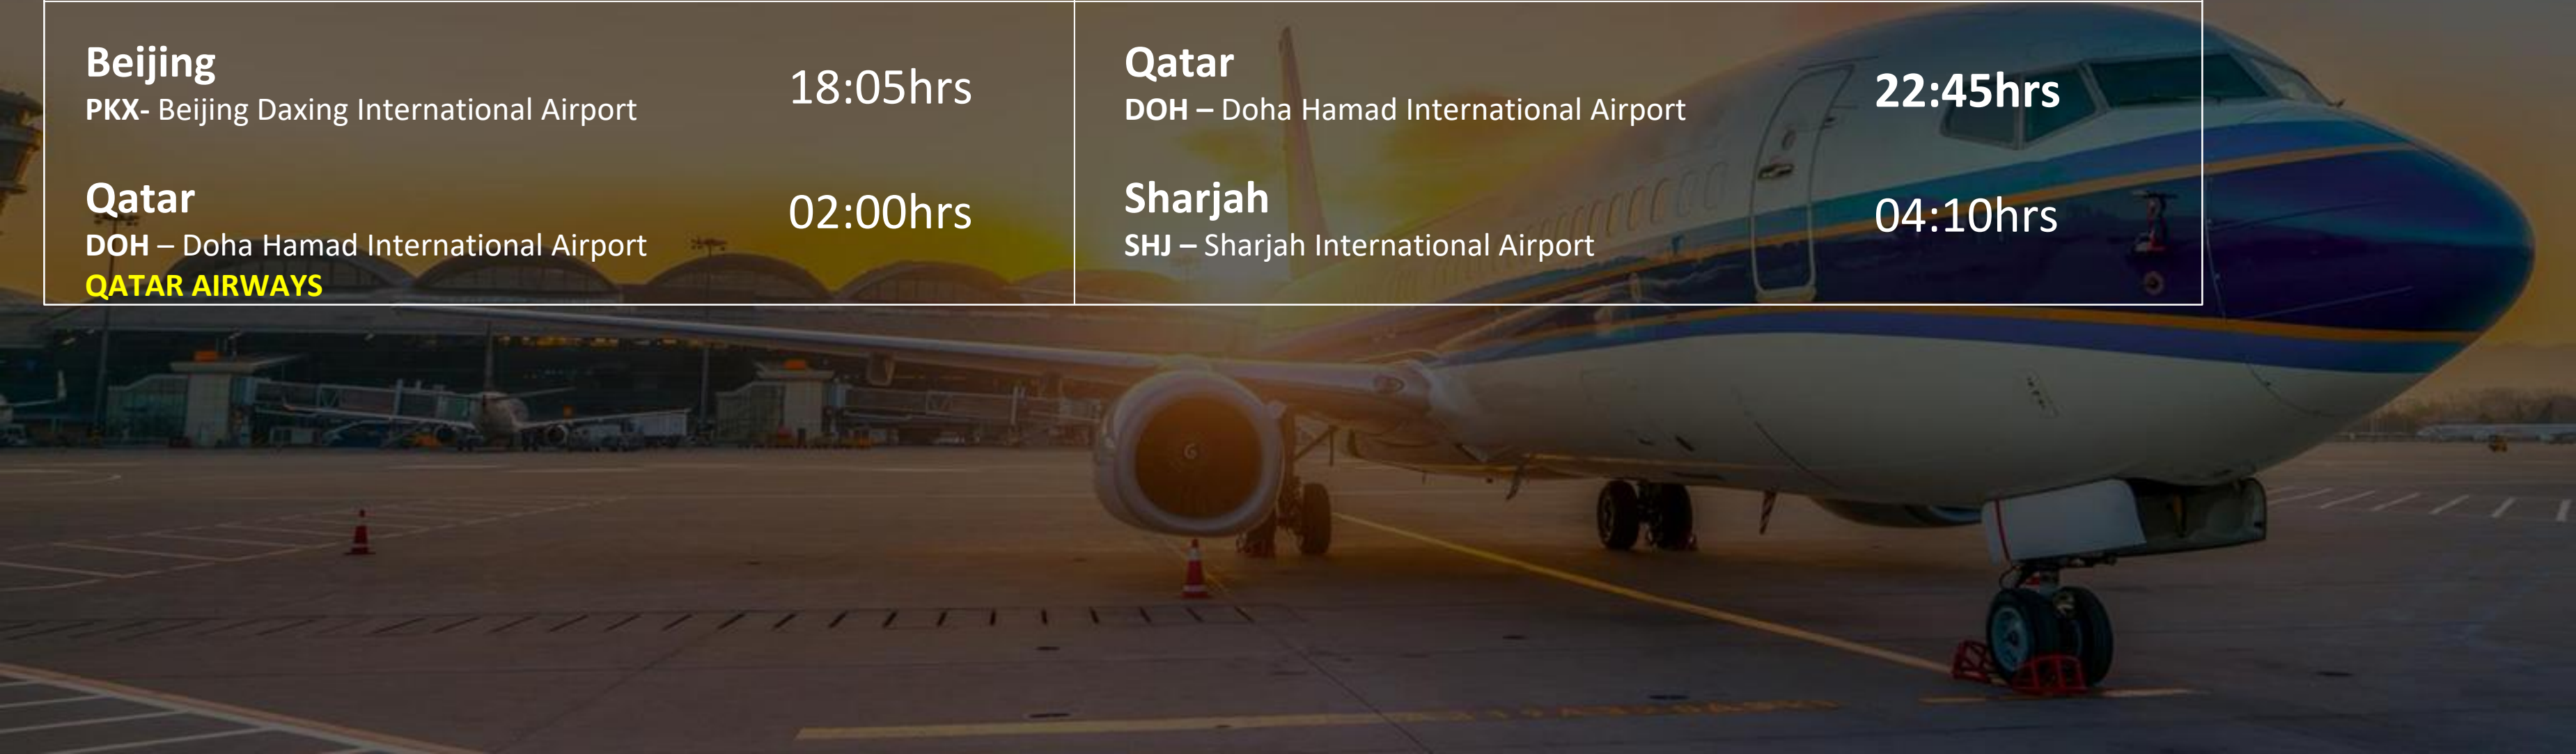 Beijing
PKX- Beijing Daxing International Airport
18:05hrs
Qatar
DOH – Doha Hamad International Airport
02:00hrs
QATAR AIRWAYS
Qatar
DOH – Doha Hamad International Airport
22:45hrs
Sharjah
SHJ – Sharjah International Airport
04:10hrs